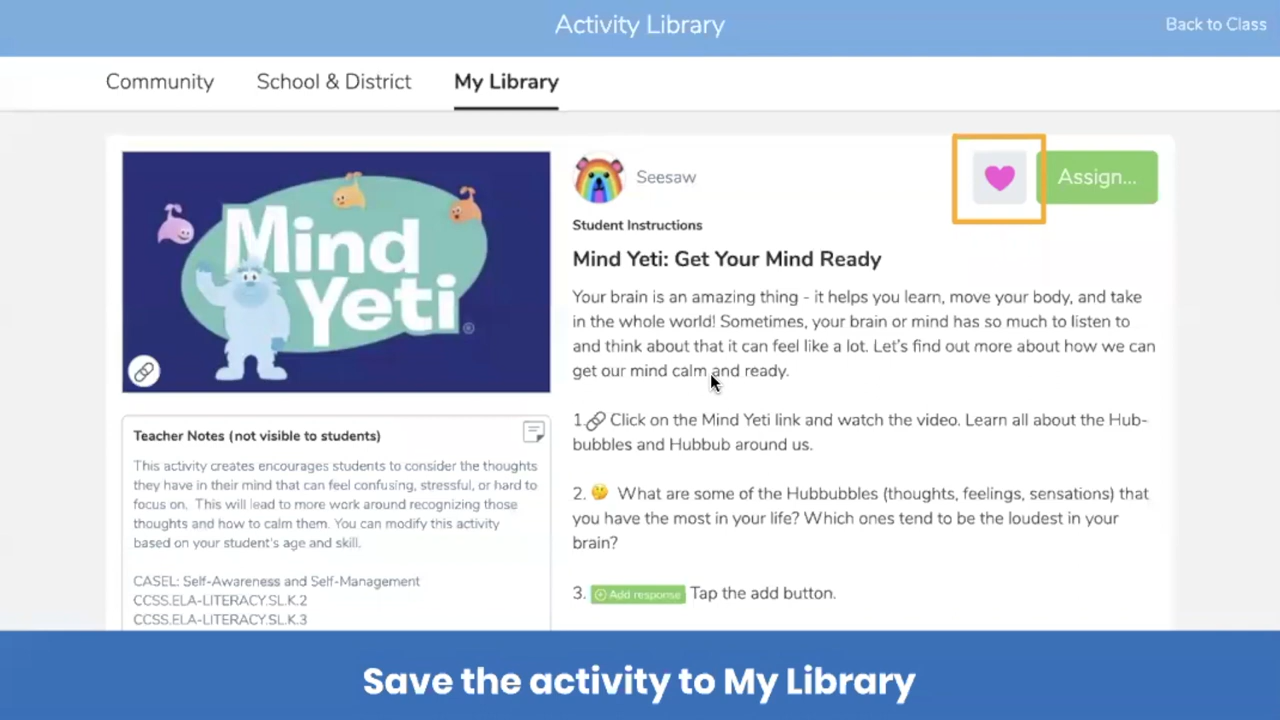 Activity Library
Back to Class
Community
School & District
My Library
Mind
Yeti®
Seesaw
Assign...
Student Instructions
Mind Yeti: Get Your Mind Ready
Your brain is an amazing thing - it helps you learn, move your body, and take
in the whole world! Sometimes, your brain or mind has so much to listen to
and think about that it can feel like a lot. Let's find out more about how we can
get our mind calm and ready.
1.🔗 Click on the Mind Yeti link and watch the video. Learn all about the Hub-
bubbles and Hubbub around us.
2. 🤔 What are some of the Hubbubbles (thoughts, feelings, sensations) that
you have the most in your life? Which ones tend to be the loudest in your
brain?
3. Add response Tap the add button.
Teacher Notes (not visible to students)
This activity creates encourages students to consider the thoughts
they have in their mind that can feel confusing, stressful, or hard to
focus on. This will lead to more work around recognizing those
thoughts and how to calm them. You can modify this activity
based on your student's age and skill.
CASEL: Self-Awareness and Self-Management
CCSS.ELA-LITERACY.SL.K.2
CCSS.ELA-LITERACY.SL.K.3
Save the activity to My Library